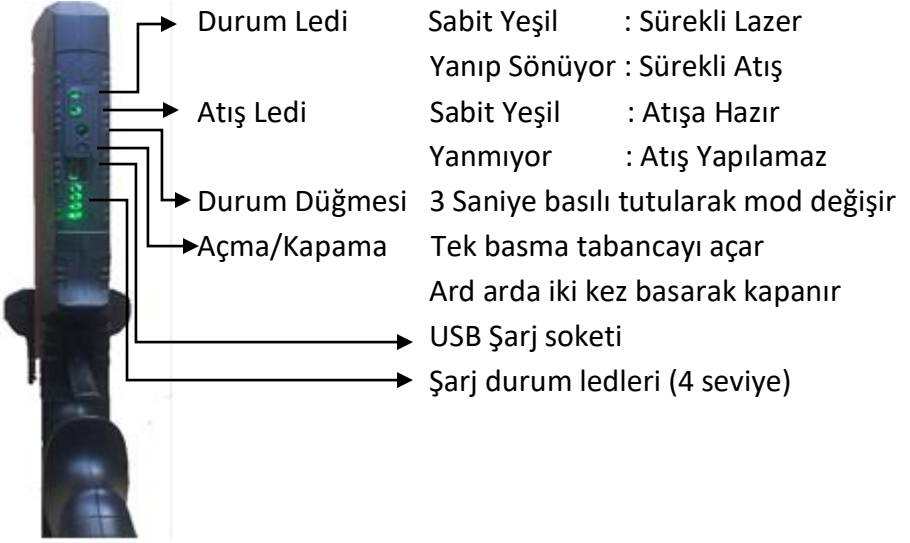 Durum Ledi Sabit Yeşil : Sürekli Lazer
Yanıp Sönüyor : Sürekli Atış
Atış Ledi Sabit Yeşil : Atışa Hazır
Yanmıyor : Atış Yapılamaz
Durum Düğmesi 3 Saniye basılı tutularak mod değişir
Açma/Kapama Tek basma tabancayı açar
Ard arda iki kez basarak kapanır
USB Şarj soketi
Şarj durum ledleri (4 seviye)